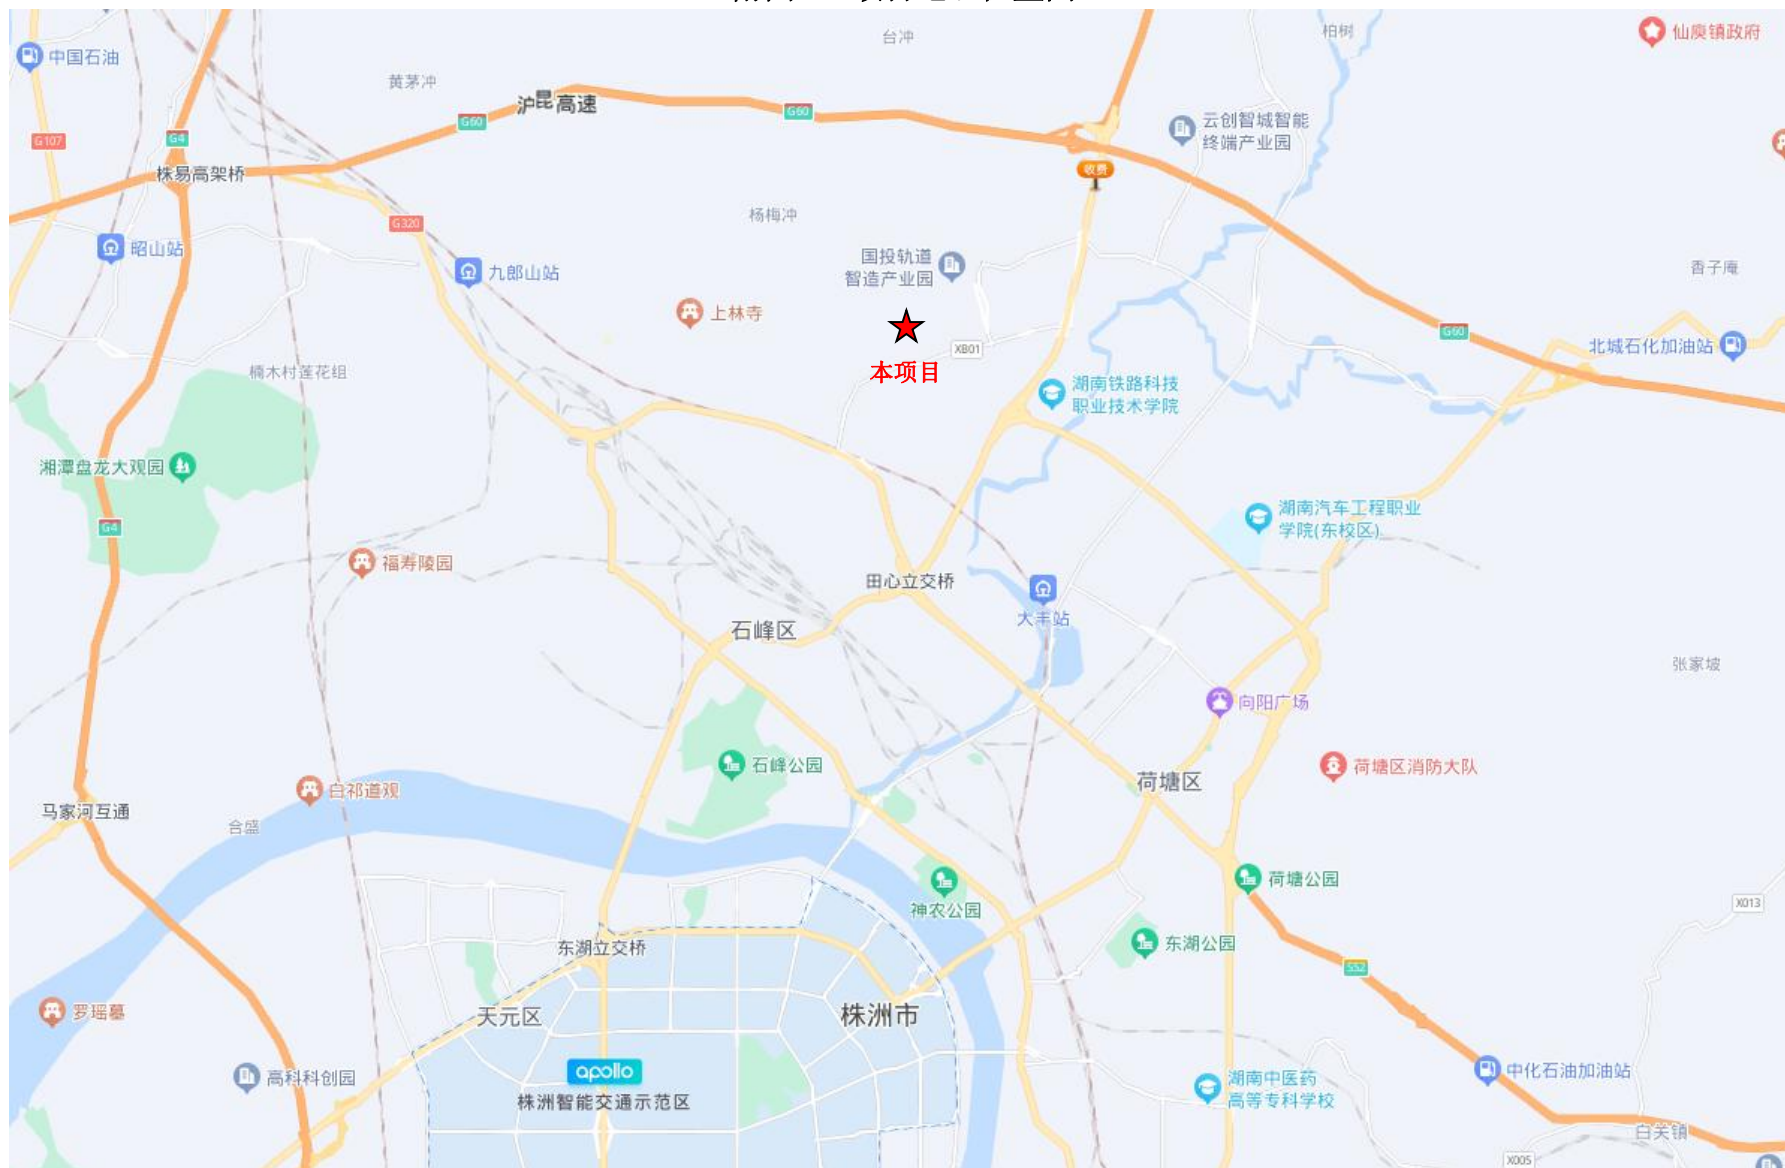 中国石油
黄茅冲
台冲
柏树
仙庾镇政府
沪昆高速
G60
G60
G107
G4
云创智城智能
终端产业园
株易高架桥
收费
G320
杨梅冲
昭山站
九郎山站
国投轨道
智造产业园
香子庵
上林寺
G60
北城石化加油站
XB01
本项目
楠木村莲花组
湖南铁路科技
职业技术学院
湘潭盘龙大观园
G4
湖南汽车工程职业
学院(东校区)
福寿陵园
田心立交桥
大丰站
石峰区
张家坡
向阳广场
石峰公园
荷塘区
荷塘区消防大队
白祁道观
马家河互通
合盛
荷塘公园
神农公园
X013
东湖公园
东湖立交桥
S52
罗瑶墓
天元区
株洲市
apollo
高科科创园
株洲智能交通示范区
中化石油加油站
湖南中医药
高等专科学校
白关镇
X005